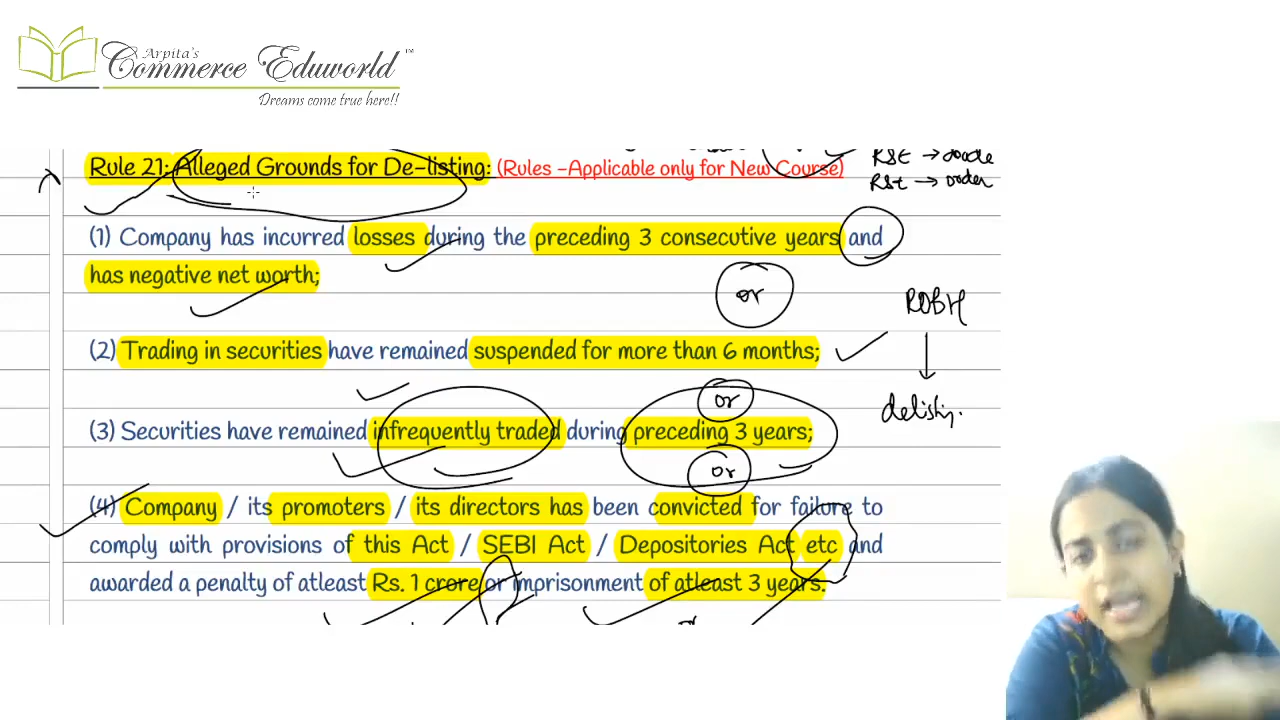 Arpita's
Commerce Eduworld™
Dreams come true here!!
Rule 21: Alleged Grounds for De-listing: (Rules -Applicable only for New Course)
RSE →
RSE → order
(1) Company has incurred losses during the preceding 3 consecutive years and
has negative net worth;
or
(2) Trading in securities have remained suspended for more than 6 months;
or
(3) Securities have remained infrequently traded during preceding 3 years;
or
(4) Company / its promoters / its directors has been convicted for failure to
comply with provisions of this Act / SEBI Act / Depositories Act etc and
awarded a penalty of atleast Rs. 1 crore or imprisonment of atleast 3 years.
or